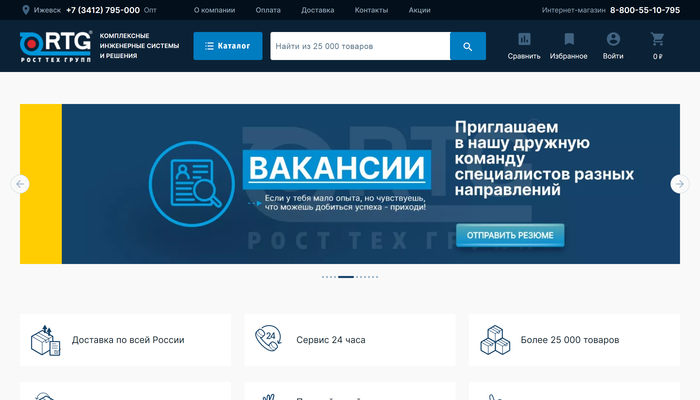 Ижевск +7 (3412) 795-000 Опт О компании Оплата Доставка Контакты Акции Интернет-магазин 8-800-55-10-795
RTG®
РОСТ ТЕХ ГРУПП
КОМПЛЕКСНЫЕ
ИНЖЕНЕРНЫЕ СИСТЕМЫ
И РЕШЕНИЯ
Каталог
Найти из 25 000 товаров
Сравнить Избранное Войти 0 ₽
ВАКАНСИИ
Если у тебя мало опыта, но чувствуешь,
что можешь добиться успеха - приходи!
Приглашаем
в нашу дружную
команду
специалистов разных
направлений
ОТПРАВИТЬ РЕЗЮМЕ
RTG
РОСТ ТЕХ ГР
Доставка по всей России
24
Сервис 24 часа
Более 25 000 товаров